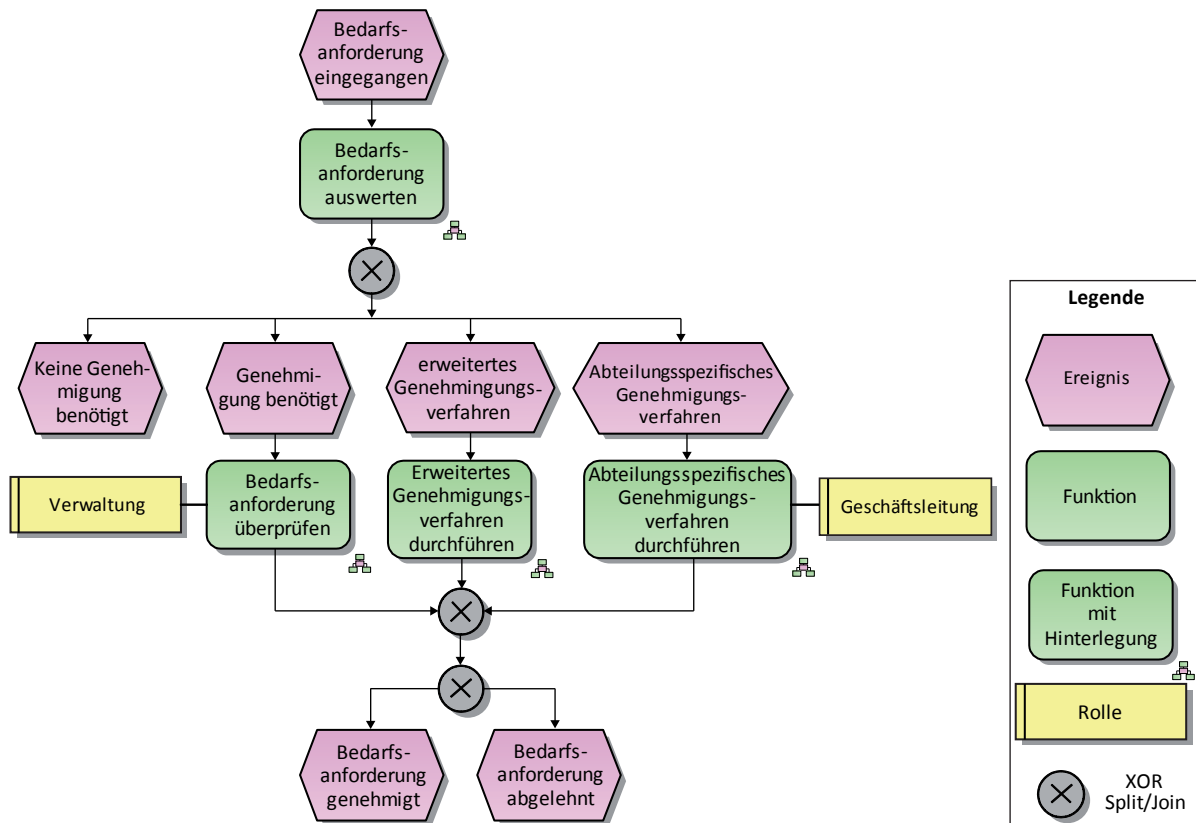 Bedarfs-
anforderung
eingegangen
Bedarfs-
anforderung
auswerten
Keine Geneh-
migung
benötigt
Genehmi-
gung benötigt
erweitertes
Genehmingungs-
verfahren
Abteilungsspezifisches
Genehmigungs-
verfahren
Verwaltung
Bedarfs-
anforderung
überprüfen
Erweitertes
Genehmigungs-
verfahren
durchführen
Abteilungsspezifisches
Genehmigungs-
verfahren
durchführen
Geschäftsleitung
Bedarfs-
anforderung
genehmigt
Bedarfs-
anforderung
abgelehnt
Legende
Ereignis
Funktion
Funktion
mit
Hinterlegung
Rolle
XOR
Split/Join